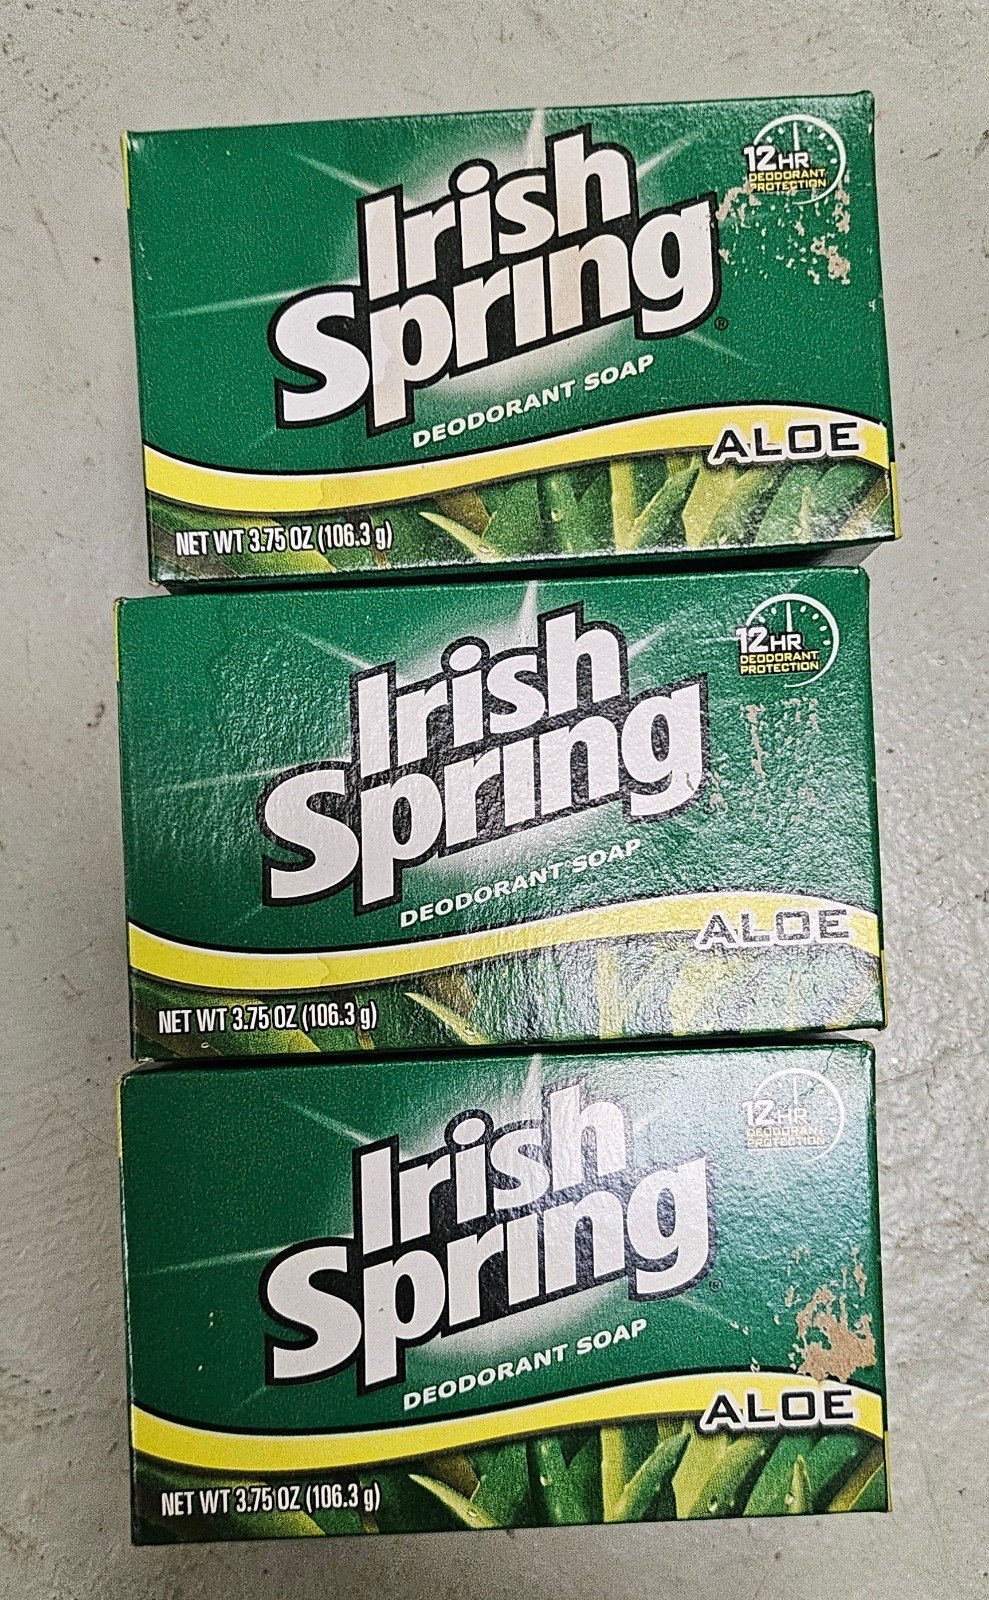 12HR
DEODORANT
PROTECTION
Irish
Spring®
DEODORANT SOAP
ALOE
NET WT 3.75 OZ (106.3 g)
12HR
DEODORANT
PROTECTION
Irish
Spring
DEODORANT SOAP
ALOE
NET WT 3.75 OZ (106.3 g)
12HR
DEODORANT
PROTECTION
Irish
Spring®
DEODORANT SOAP
ALOE
NET WT 3.75 OZ (106.3 g)